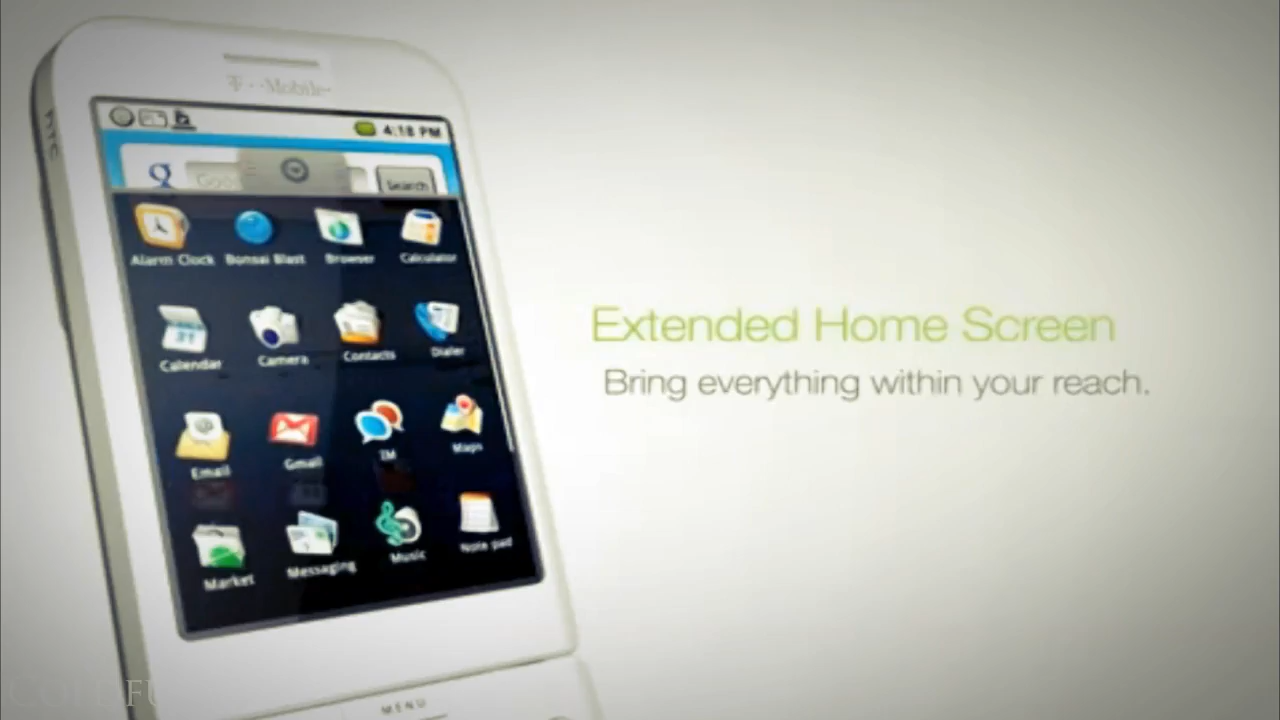 T-Mobile
hTC
4:18 PM
Search
Alarm Clock Bonsai Blast Browser Calculator
31
Calendar Camera Contacts Dialer
Email Gmail IM Maps
Market Messaging Music Note pad
MENU
Extended Home Screen
Bring everything within your reach.